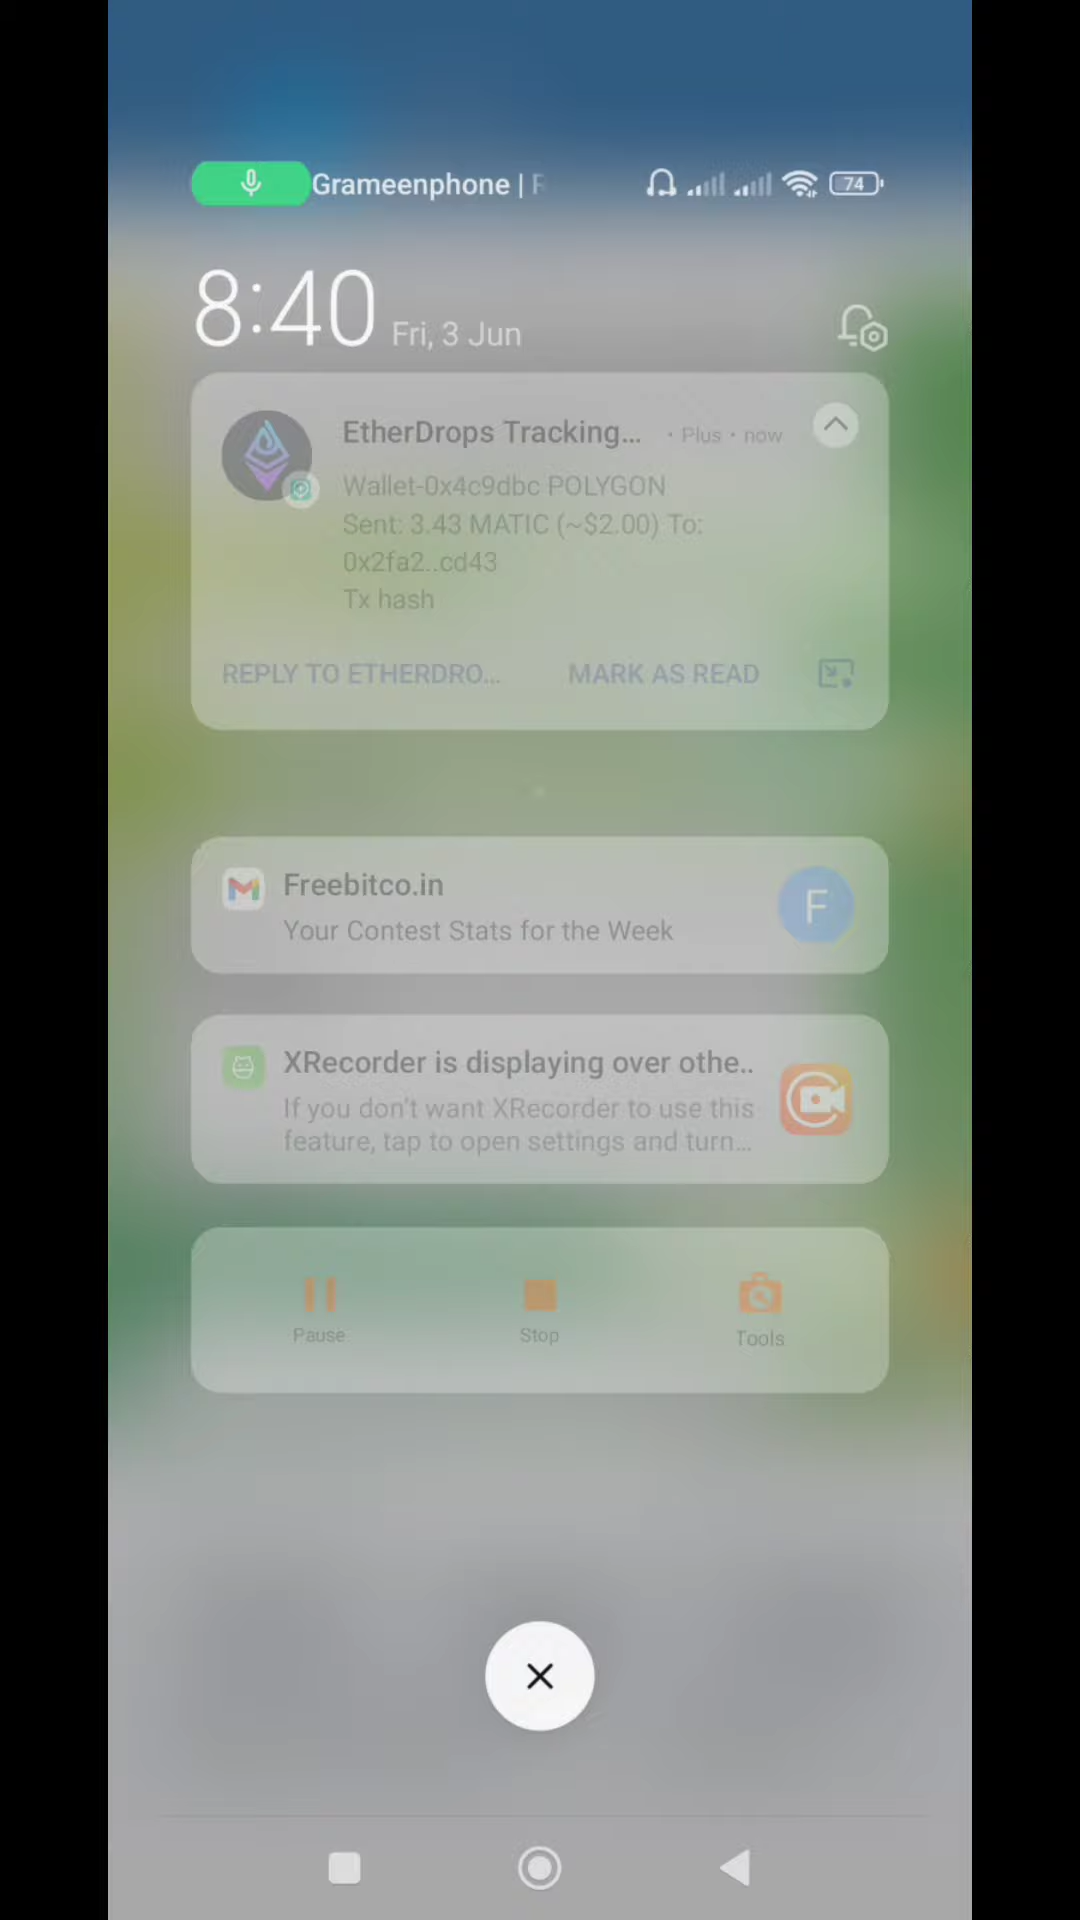 Grameenphone |
74
8:40 Fri, 3 Jun
EtherDrops Tracking... • Plus • now
Wallet-0x4c9dbc POLYGON
Sent: 3.43 MATIC (~$2.00) To:
0x2fa2..cd43
Tx hash
REPLY TO ETHERDRO... MARK AS READ
Freebitco.in
Your Contest Stats for the Week
F
XRecorder is displaying over othe..
If you don't want XRecorder to use this
feature, tap to open settings and turn...
Pause Stop Tools